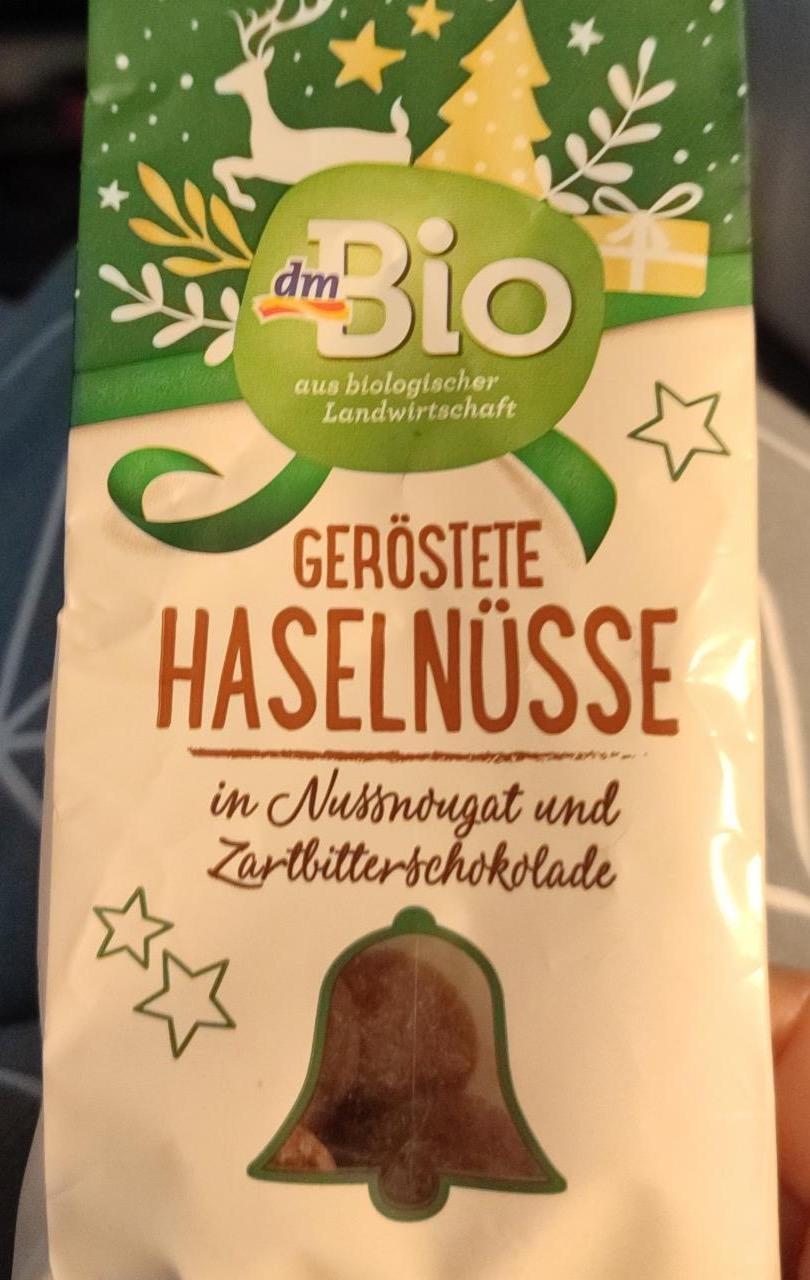 dm
Bio
aus biologischer
Landwirtschaft
GERÖSTETE
HASELNÜSSE
in Nussnougat und
Zartbitterschokolade